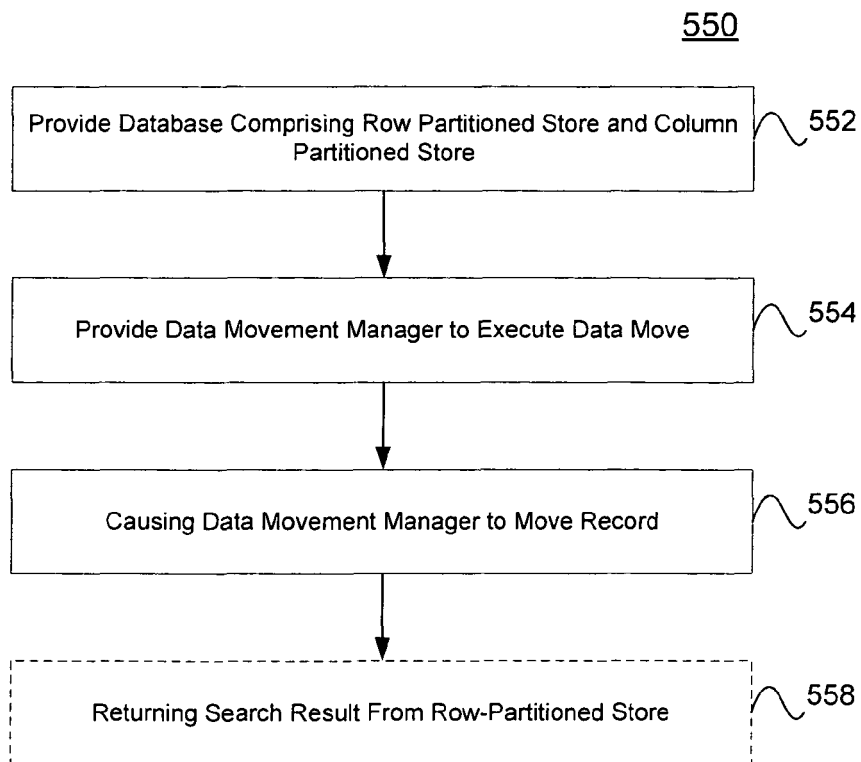 550
Provide Database Comprising Row Partitioned Store and Column
Partitioned Store
552
Provide Data Movement Manager to Execute Data Move
554
Causing Data Movement Manager to Move Record
556
Returning Search Result From Row-Partitioned Store
558